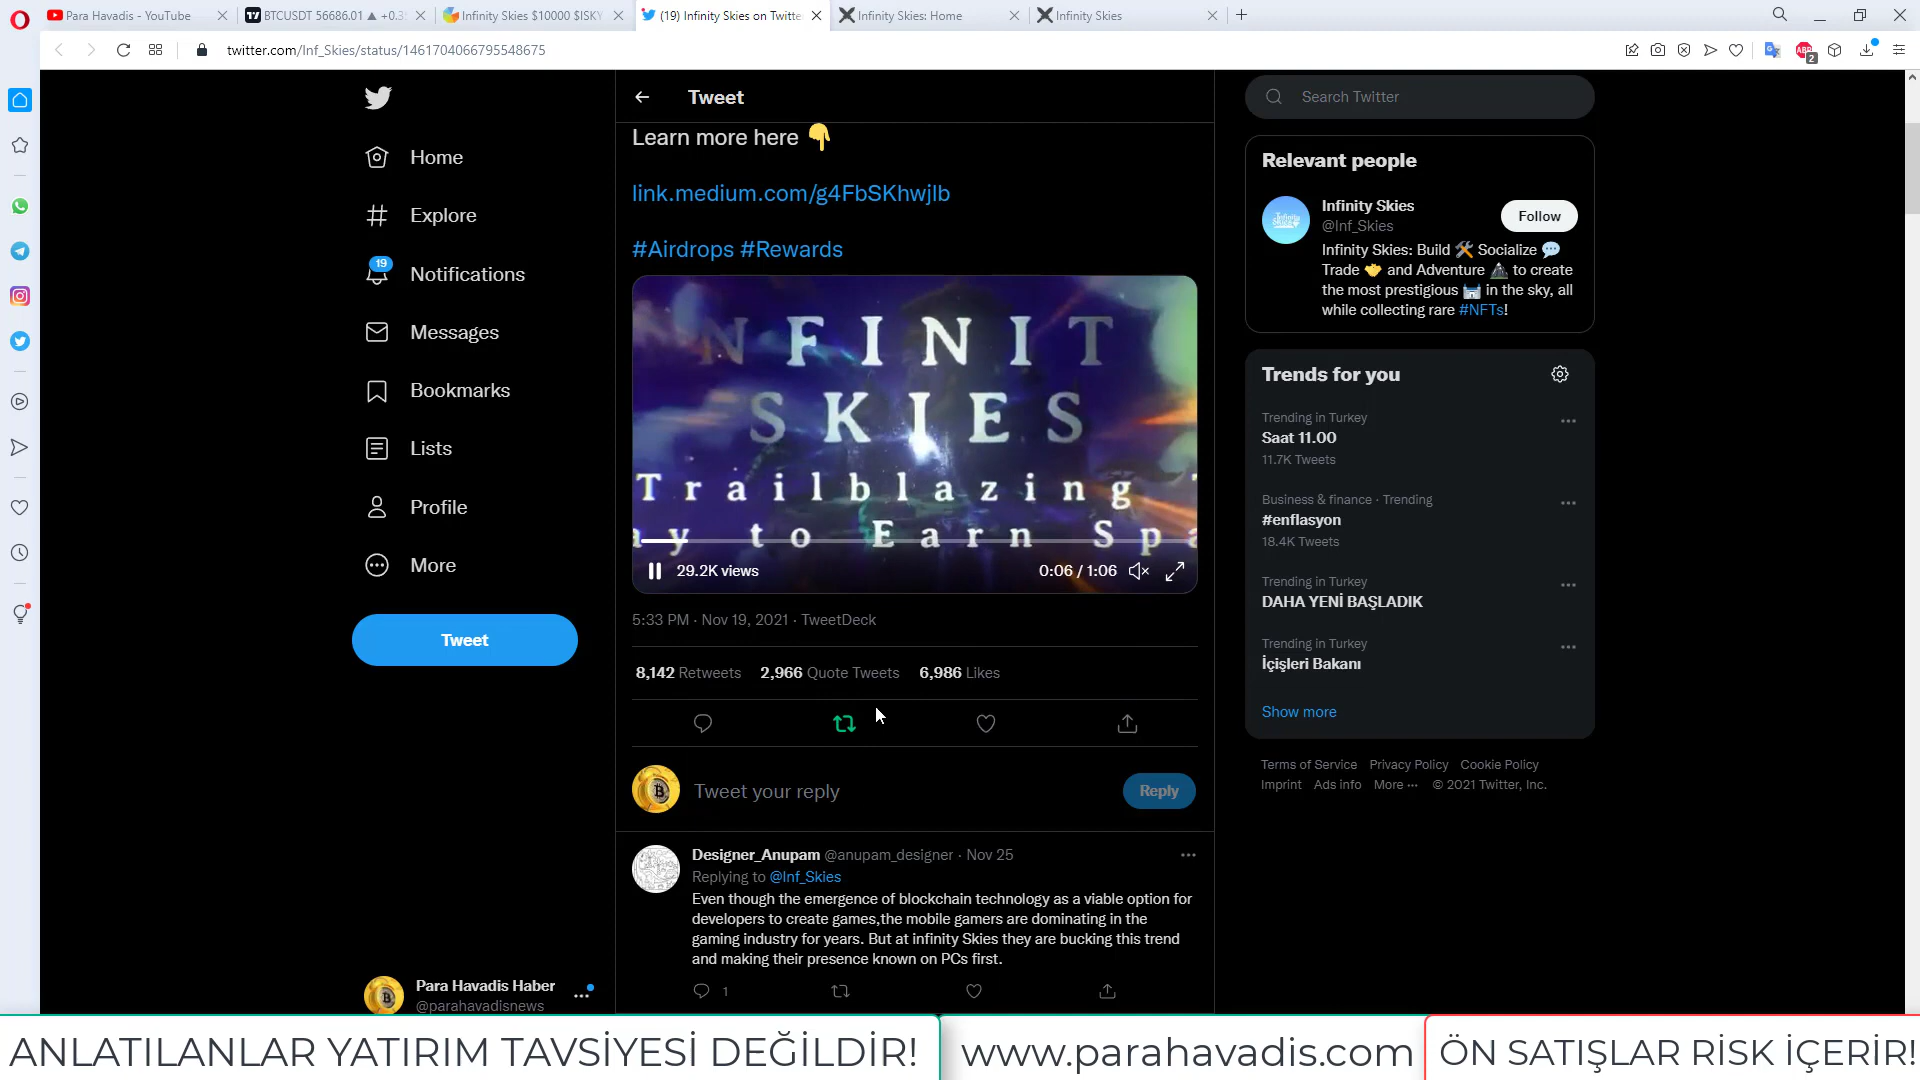 Para Havadis - YouTube
BTCUSDT 56686.01 ▲ +0.3
Infinity Skies $10000 $ISKY
(19) Infinity Skies on Twitte
Infinity Skies: Home
Infinity Skies
twitter.com/Inf_Skies/status/1461704066795548675
ABP
2
Home
Explore
19
Notifications
Messages
Bookmarks
Lists
Profile
More
Tweet
Para Havadis Haber
@parahavadisnews
Tweet
Learn more here 👇
link.medium.com/g4FbSKhwjlb
#Airdrops #Rewards
N F I N I T
S K I E S
Trailblazing
ay to Earn Spa
29.2K views
0:06 / 1:06
5:33 PM · Nov 19, 2021 · TweetDeck
8,142 Retweets 2,966 Quote Tweets 6,986 Likes
Tweet your reply
Reply
Designer_Anupam @anupam_designer · Nov 25
Replying to @Inf_Skies
Even though the emergence of blockchain technology as a viable option for
developers to create games,the mobile gamers are dominating in the
gaming industry for years. But at infinity Skies they are bucking this trend
and making their presence known on PCs first.
1
Search Twitter
Relevant people
Infinity Skies
@Inf_Skies
Follow
Infinity Skies: Build 🛠 Socialize 💬
Trade 🤝 and Adventure ⛰ to create
the most prestigious 🏰 in the sky, all
while collecting rare #NFTs!
Trends for you
Trending in Turkey
Saat 11.00
11.7K Tweets
Business & finance · Trending
#enflasyon
18.4K Tweets
Trending in Turkey
DAHA YENİ BAŞLADIK
Trending in Turkey
İçişleri Bakanı
Show more
Terms of Service Privacy Policy Cookie Policy
Imprint Ads info More ··· © 2021 Twitter, Inc.
ANLATILANLAR YATIRIM TAVSİYESİ DEĞİLDİR!
www.parahavadis.com
ÖN SATIŞLAR RİSK İÇERİR!